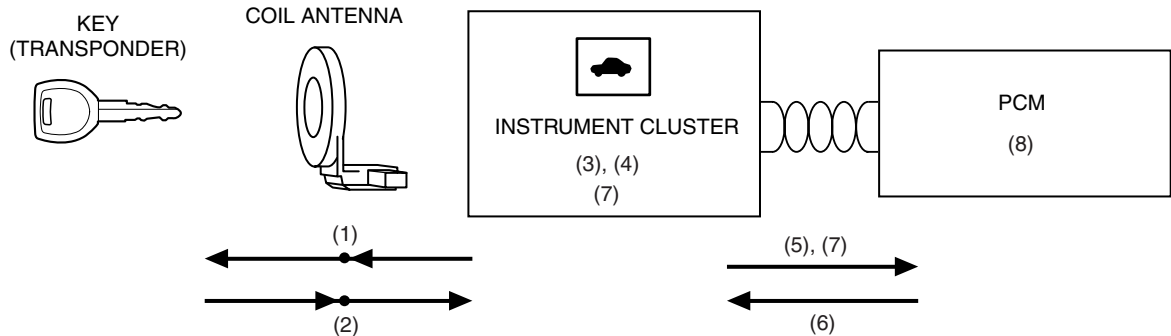 KEY
(TRANSPONDER)
COIL ANTENNA
INSTRUMENT CLUSTER
(3), (4)
(7)
PCM
(8)
(1)
(2)
(5), (7)
(6)